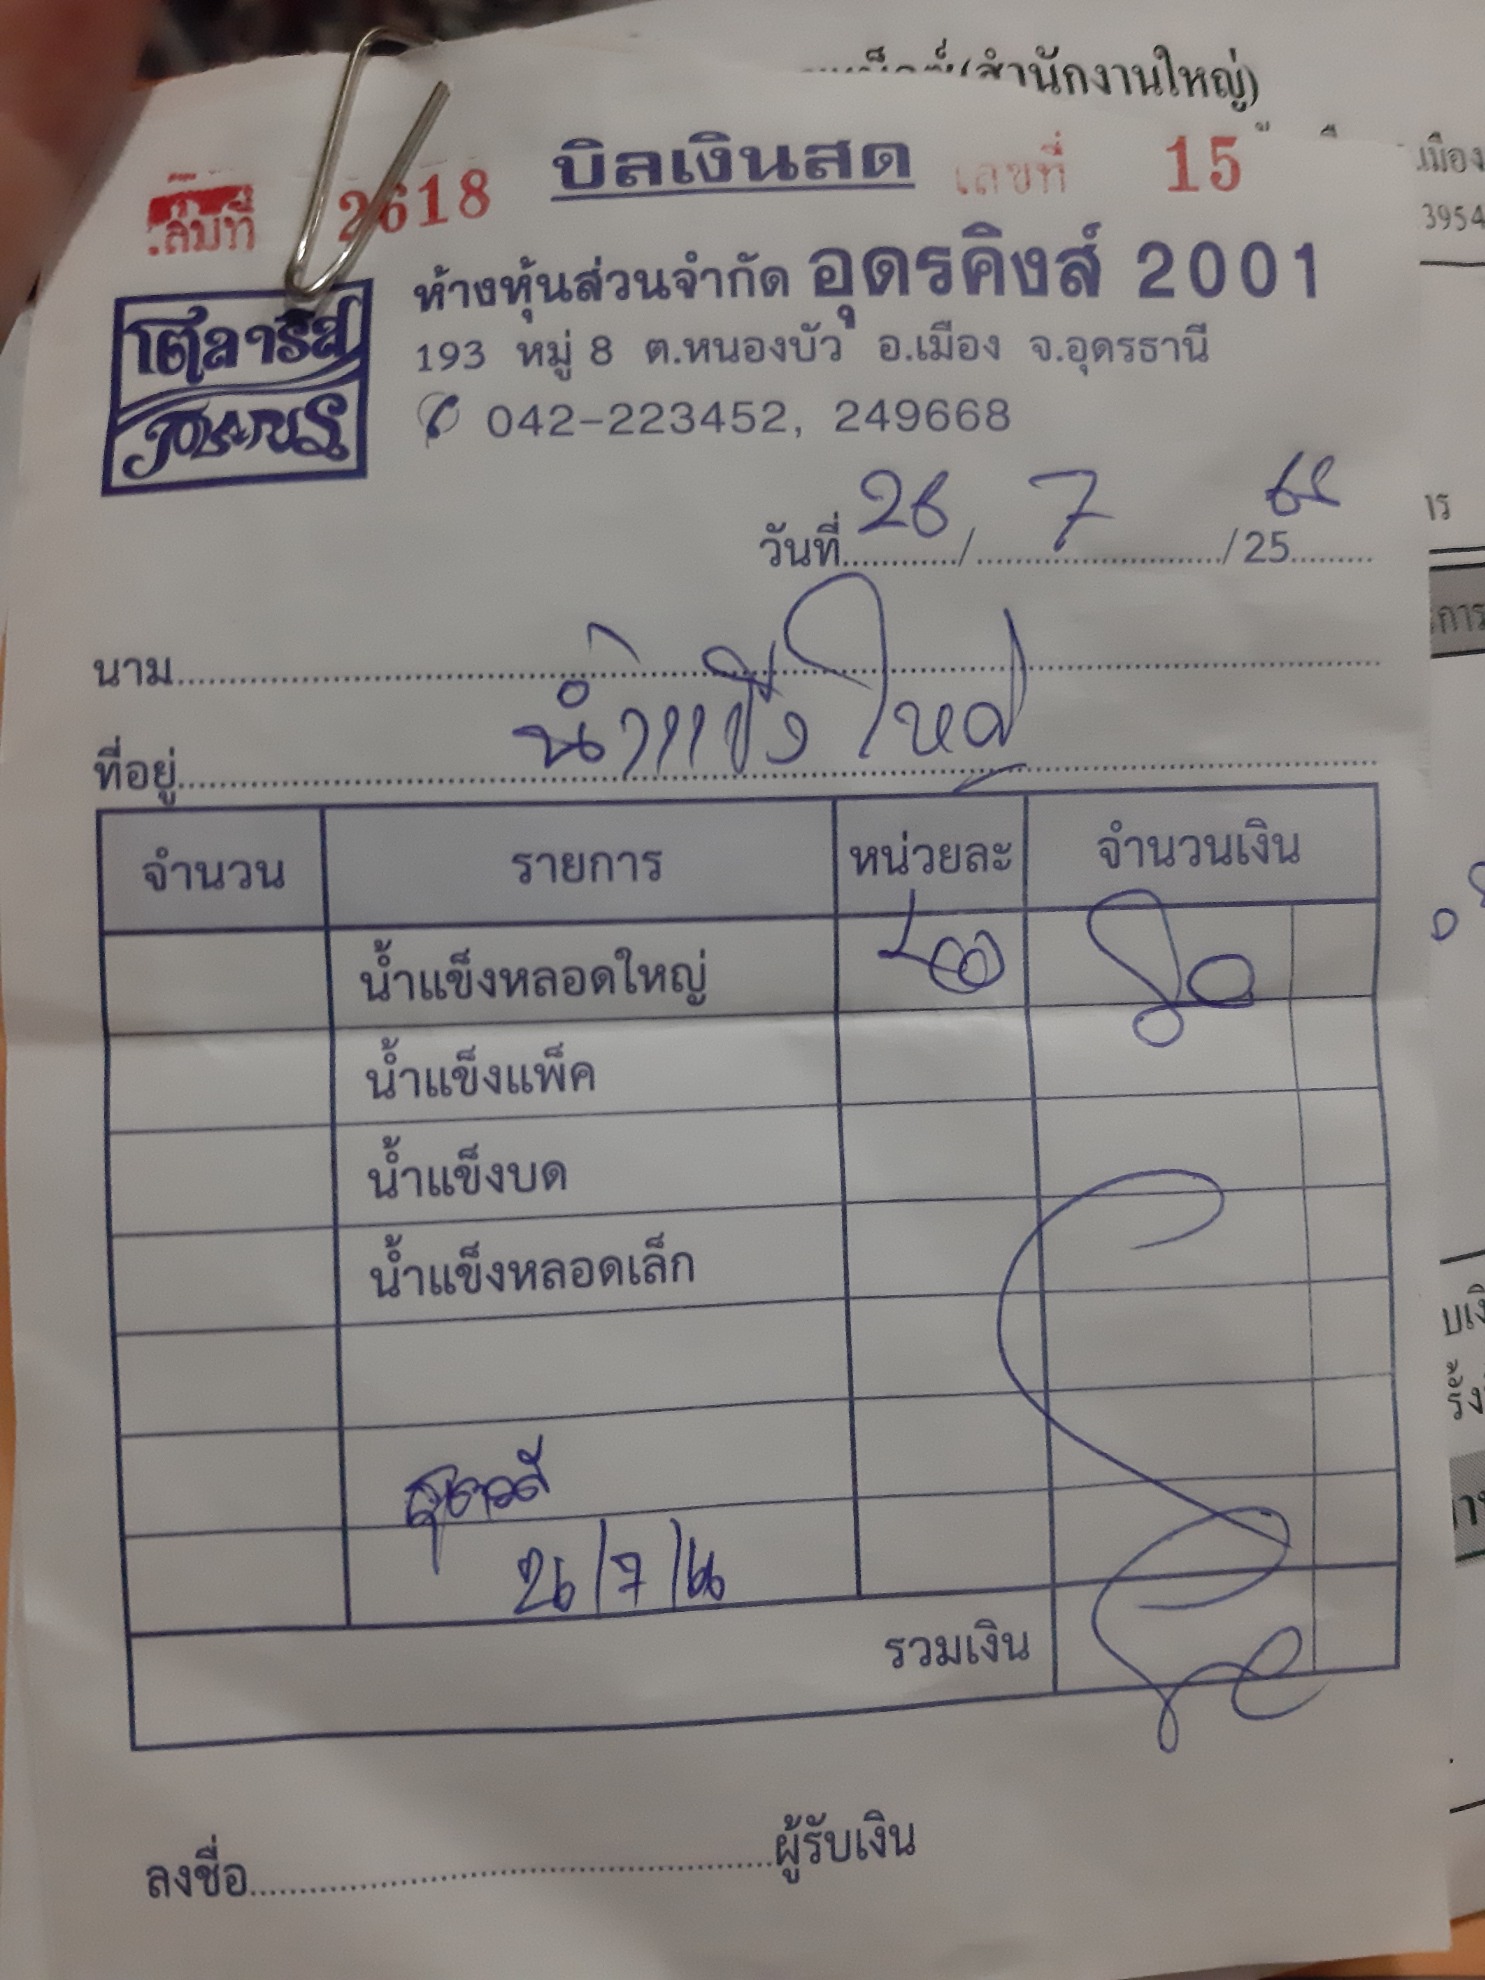 (สำนักงานใหญ่)
เล่มที่ 2618 บิลเงินสด เลขที่ 15
เมือง
3954
ห้างหุ้นส่วนจำกัด อุดรคิงส์ 2001
193 หมู่ 8 ต.หนองบัว อ.เมือง จ.อุดรธานี
042-223452, 249668
วันที่ 26 / 7 / 25
นาม
น้ำแข็งใหญ่
ที่อยู่
จำนวน รายการ หน่วยละ จำนวนเงิน
น้ำแข็งหลอดใหญ่ 80
น้ำแข็งแพ็ค
น้ำแข็งบด
น้ำแข็งหลอดเล็ก
26/7/66
รวมเงิน
ลงชื่อ ผู้รับเงิน